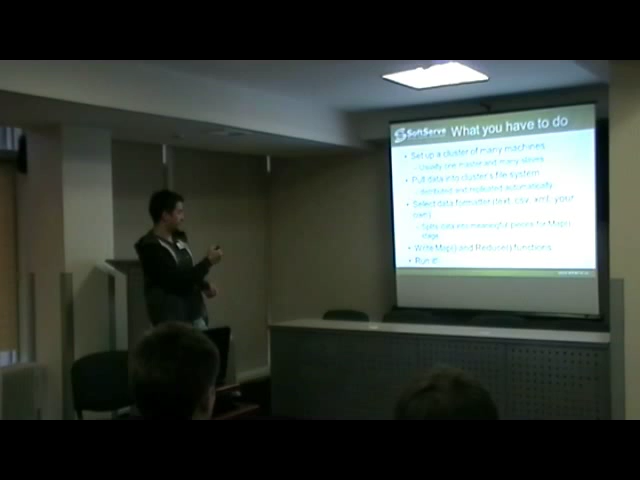 SoftServe What you have to do
• Set up a cluster of many machines
– Usually one master and many slaves
• Pull data into cluster's file system
– distributed and replicated automatically
• Select data formatter (text, csv, xml, your
own)
– Splits data into meaningful pieces for Map()
stage
• Write Map() and Reduce() functions
• Run it!